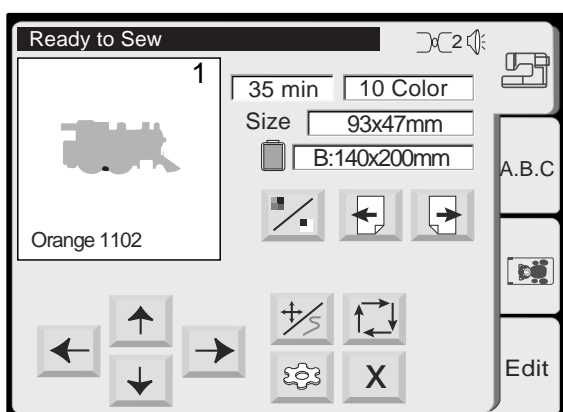 Ready to Sew
2
1
35 min
10 Color
Size
93x47mm
B:140x200mm
A.B.C
Orange 1102
X
Edit